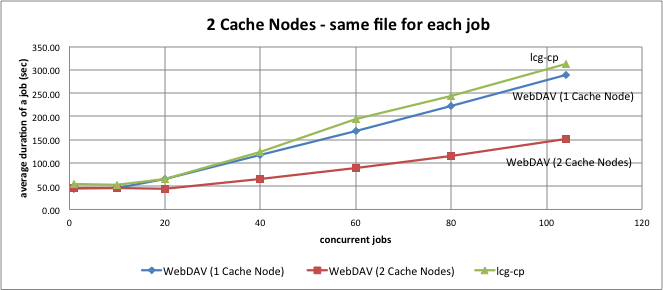 2 Cache Nodes - same file for each job
average duration of a job (sec)
350.00
300.00
250.00
200.00
150.00
100.00
50.00
0.00
lcg-cp
WebDAV (1 Cache Node)
WebDAV (2 Cache Nodes)
0 20 40 60 80 100 120
concurrent jobs
WebDAV (1 Cache Node) WebDAV (2 Cache Nodes) lcg-cp